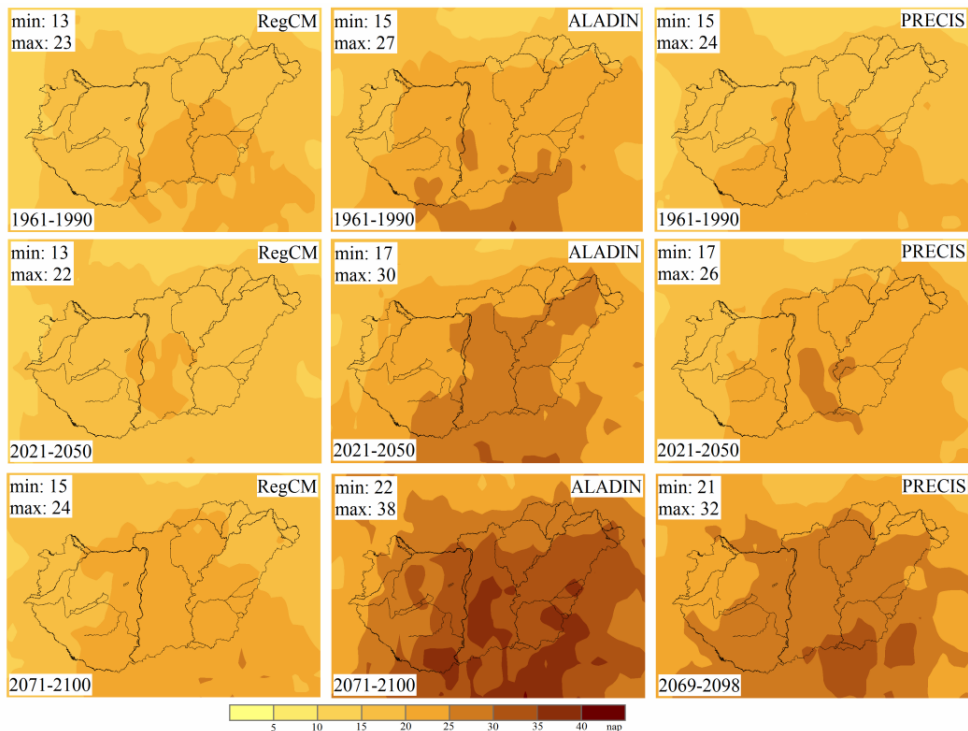 min: 13
max: 23
RegCM
1961-1990
min: 15
max: 27
ALADIN
1961-1990
min: 15
max: 24
PRECIS
1961-1990
min: 13
max: 22
RegCM
2021-2050
min: 17
max: 30
ALADIN
2021-2050
min: 17
max: 26
PRECIS
2021-2050
min: 15
max: 24
RegCM
2071-2100
min: 22
max: 38
ALADIN
2071-2100
min: 21
max: 32
PRECIS
2069-2098
5 10 15 20 25 30 35 40 nap